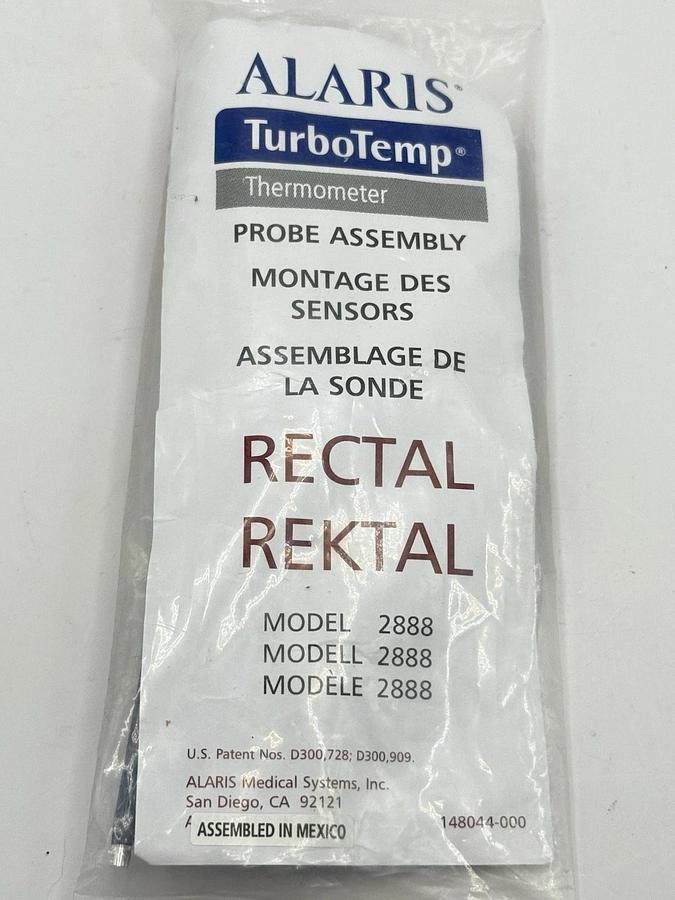 ALARIS®
TurboTemp®
Thermometer
PROBE ASSEMBLY
MONTAGE DES
SENSORS
ASSEMBLAGE DE
LA SONDE
RECTAL
REKTAL
MODEL 2888
MODELL 2888
MODÈLE 2888
U.S. Patent Nos. D300,728; D300,909.
ALARIS Medical Systems, Inc.
San Diego, CA 92121
ASSEMBLED IN MEXICO
148044-000